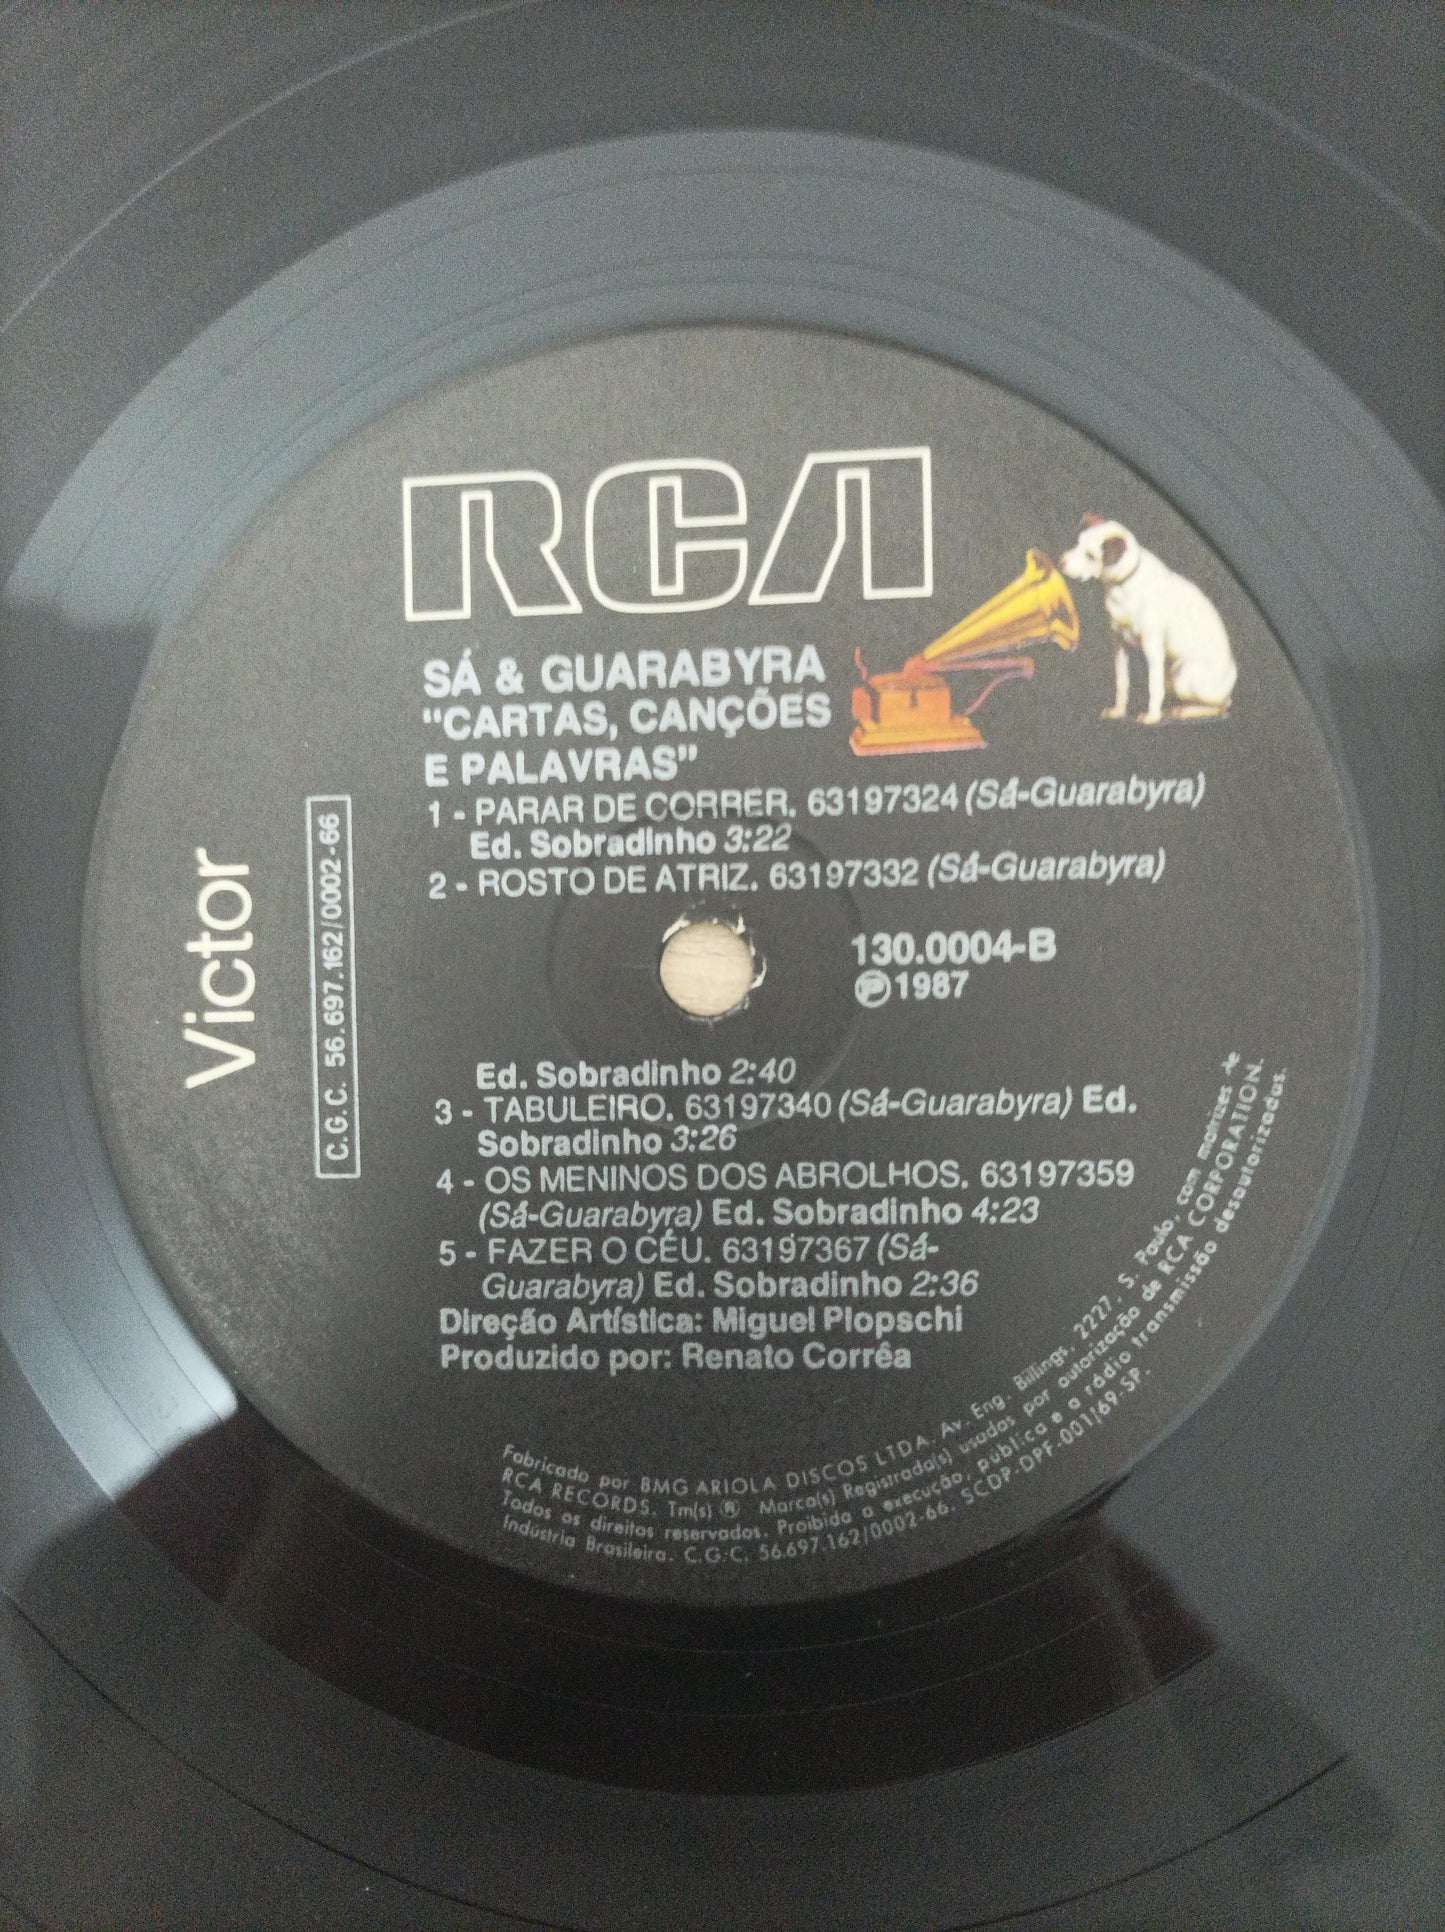 RCA
SÁ & GUARABYRA
"CARTAS, CANÇÕES
E PALAVRAS"
1 - PARAR DE CORRER. 63197324 (Sá-Guarabyra)
Ed. Sobradinho 3:22
2 - ROSTO DE ATRIZ. 63197332 (Sá-Guarabyra)
130.0004-B
℗1987
Victor
C.G.C. 56.697.162/0002-66
Ed. Sobradinho 2:40
3 - TABULEIRO. 63197340 (Sá-Guarabyra) Ed.
Sobradinho 3:26
4 - OS MENINOS DOS ABROLHOS. 63197359
(Sá-Guarabyra) Ed. Sobradinho 4:23
5 - FAZER O CÉU. 63197367 (Sá-
Guarabyra) Ed. Sobradinho 2:36
Direção Artística: Miguel Plopschi
Produzido por: Renato Corrêa
Fabricado por BMG ARIOLA DISCOS LTDA. Av. Eng. Billings, 2227, S. Paulo, com matrizes de
RCA RECORDS. Tm(s) ® Marca(s) Registrada(s) usadas por autorização de RCA CORPORATION.
Todos os direitos reservados. Proibida a execução, pública e a rádio transmissão desautorizadas.
Indústria Brasileira. C.G.C. 56.697.162/0002-66. SCDP-DPF-001/69-SP.